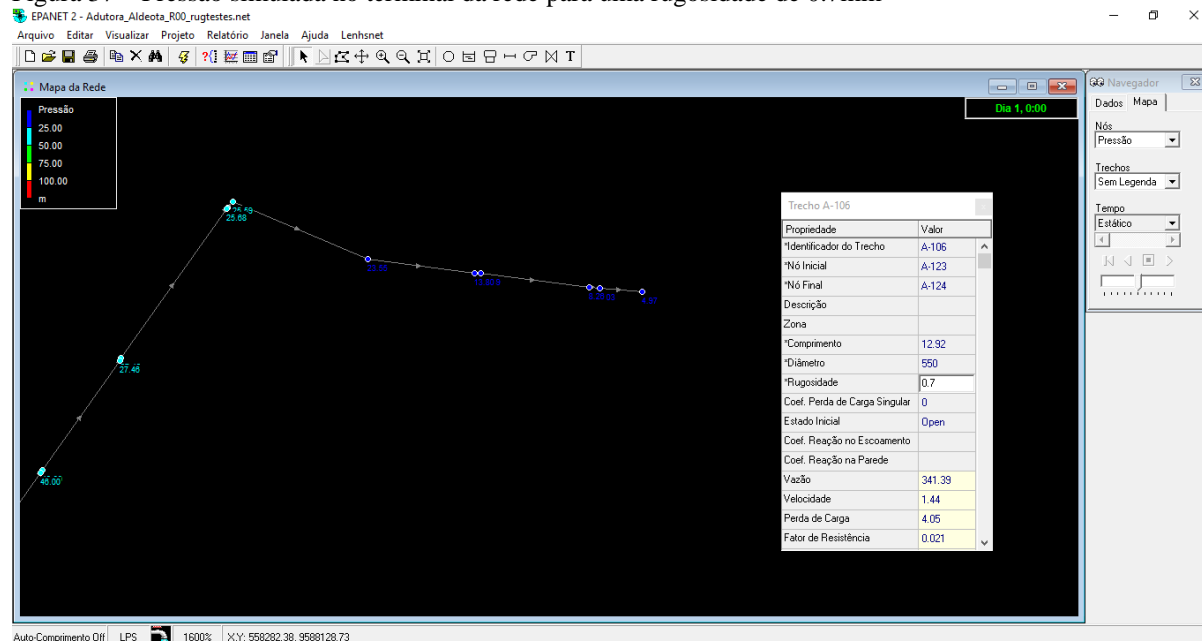 EPANET 2 - Adutora_Aldeota_R00_rugtestes.net
Arquivo Editar Visualizar Projeto Relatório Janela Ajuda Lenhsnet
T
Mapa da Rede
Pressão
25.00
50.00
75.00
100.00
m
Dia 1, 0:00
25.68
27.46
46.00
4.92
Trecho A-106
Propriedade Valor
*Identificador do Trecho A-106
*Nó Inicial A-123
*Nó Final A-124
Descrição
Zona
*Comprimento 12.92
*Diâmetro 550
*Rugosidade 0.7
Coef. Perda de Carga Singular 0
Estado Inicial Open
Coef. Reação no Escoamento
Coef. Reação na Parede
Vazão 341.39
Velocidade 1.44
Perda de Carga 4.05
Fator de Resistência 0.021
Navegador
Dados Mapa
Nós
Pressão
Trechos
Sem Legenda
Tempo
Estático
Auto-Comprimento Off LPS 1600% X,Y: 558282.38, 9588128.73